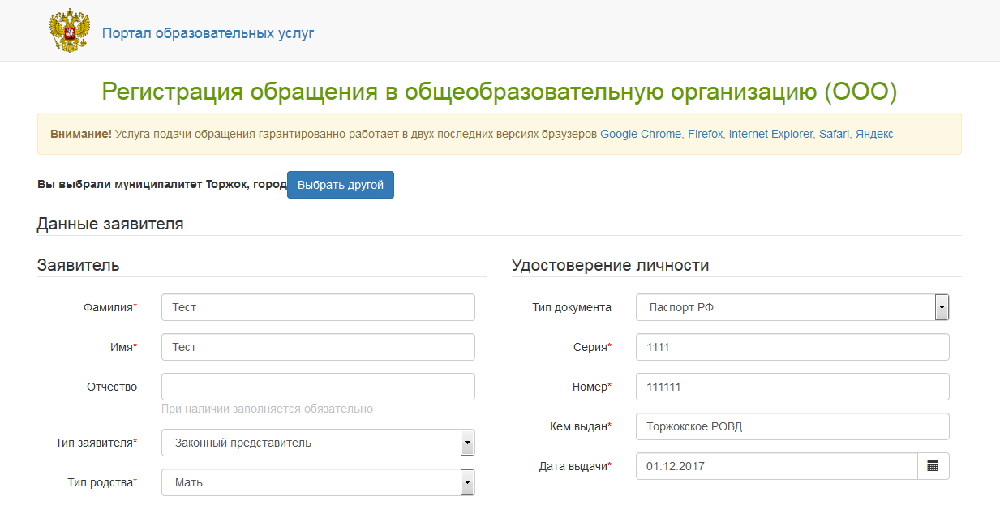 Портал образовательных услуг
Регистрация обращения в общеобразовательную организацию (ООО)
Внимание! Услуга подачи обращения гарантированно работает в двух последних версиях браузеров Google Chrome, Firefox, Internet Explorer, Safari, Яндекс
Вы выбрали муниципалитет Торжок, город Выбрать другой
Данные заявителя
Заявитель
Фамилия* Тест
Имя* Тест
Отчество
При наличии заполняется обязательно
Тип заявителя* Законный представитель
Тип родства* Мать
Удостоверение личности
Тип документа Паспорт РФ
Серия* 1111
Номер* 111111
Кем выдан* Торжокское РОВД
Дата выдачи* 01.12.2017